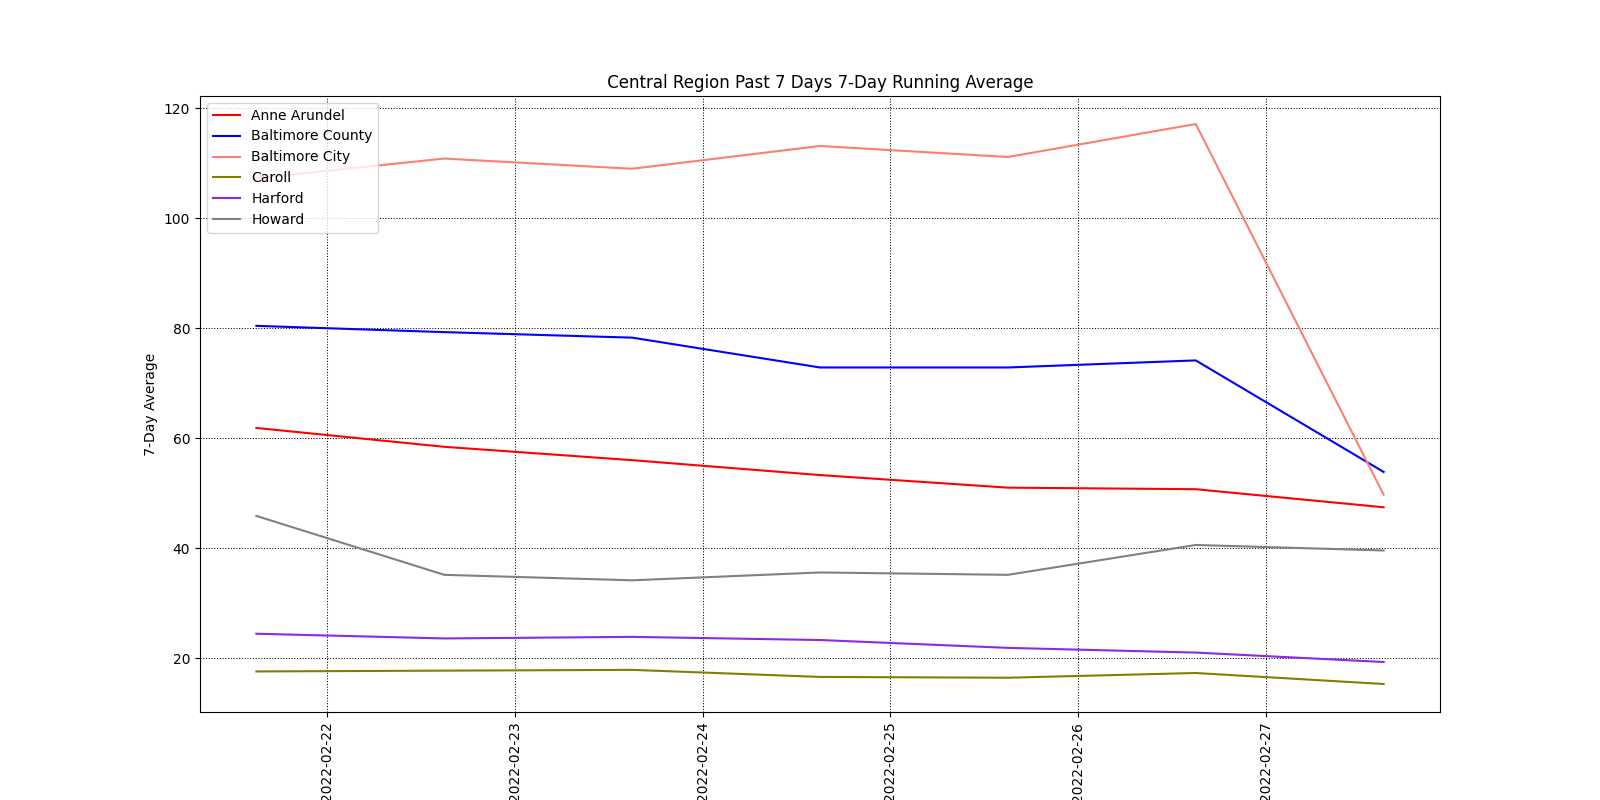 Central Region Past 7 Days 7-Day Running Average
Anne Arundel
Baltimore County
Baltimore City
Caroll
Harford
Howard
120
100
80
60
40
20
7-Day Average
2022-02-22
2022-02-23
2022-02-24
2022-02-25
2022-02-26
2022-02-27